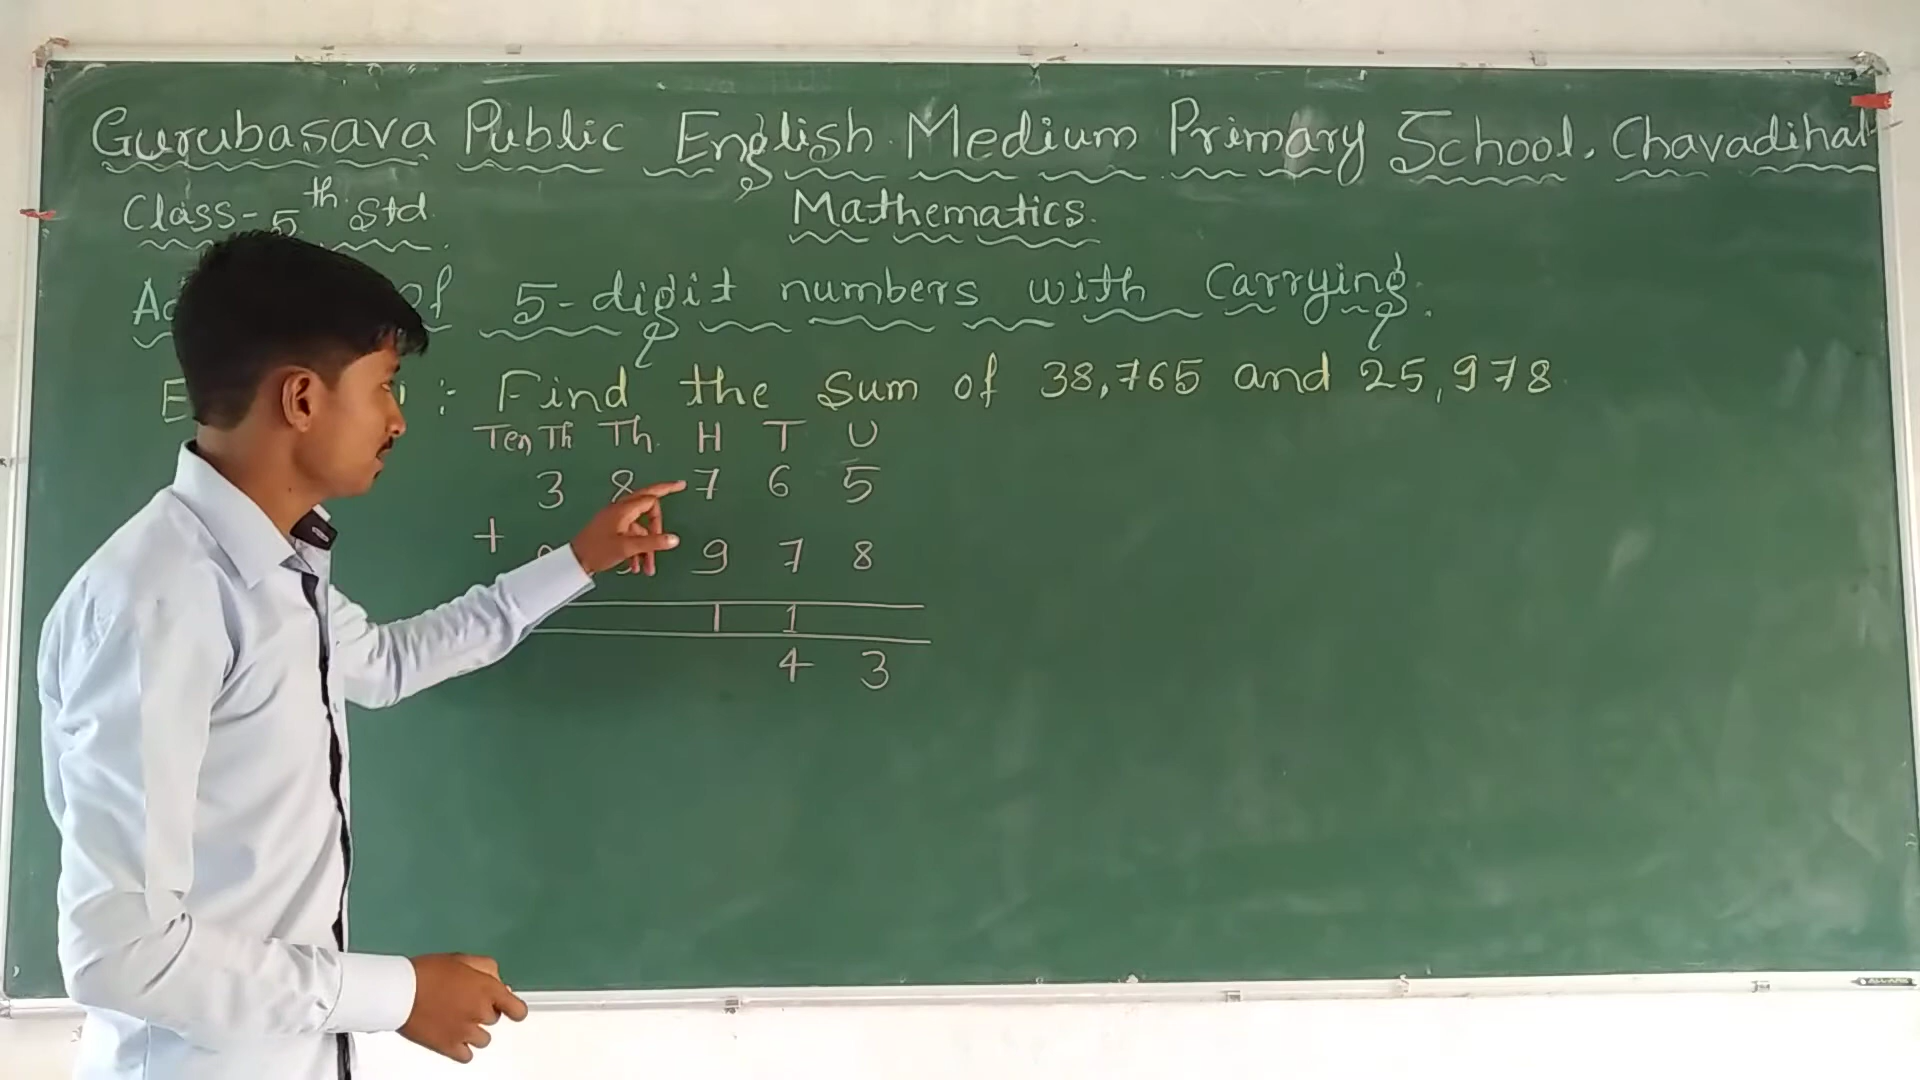 Gurubasava Public English Medium Primary School, Chavadihal
Class-5th Std. Mathematics.
of 5-digit numbers with Carrying.
:- Find the Sum of 38,765 and 25,978
Ten Th Th. H T U
3 8 7 6 5
+ 9 7 8
1 1
4 3